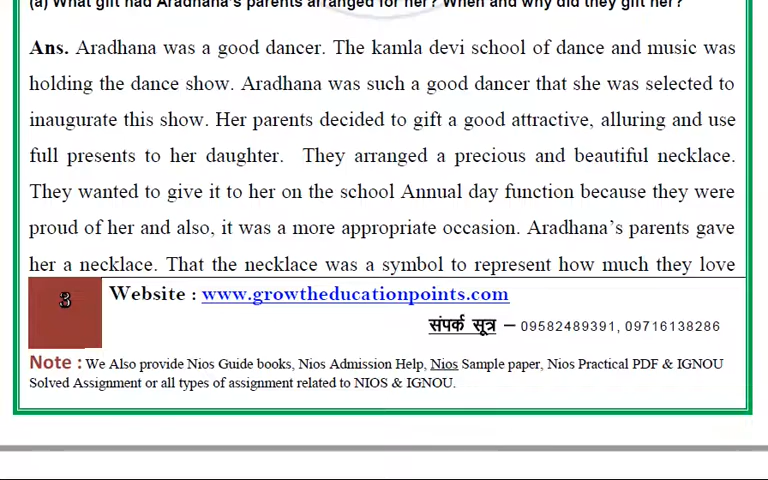 (a) What gift had Aradhana's parents arranged for her? When and why did they gift her?
Ans. Aradhana was a good dancer. The kamla devi school of dance and music was
holding the dance show. Aradhana was such a good dancer that she was selected to
inaugurate this show. Her parents decided to gift a good attractive, alluring and use
full presents to her daughter. They arranged a precious and beautiful necklace.
They wanted to give it to her on the school Annual day function because they were
proud of her and also, it was a more appropriate occasion. Aradhana's parents gave
her a necklace. That the necklace was a symbol to represent how much they love
3
Website : www.growtheducationpoints.com
संपर्क सूत्र – 09582489391, 09716138286
Note : We Also provide Nios Guide books, Nios Admission Help, Nios Sample paper, Nios Practical PDF & IGNOU
Solved Assignment or all types of assignment related to NIOS & IGNOU.